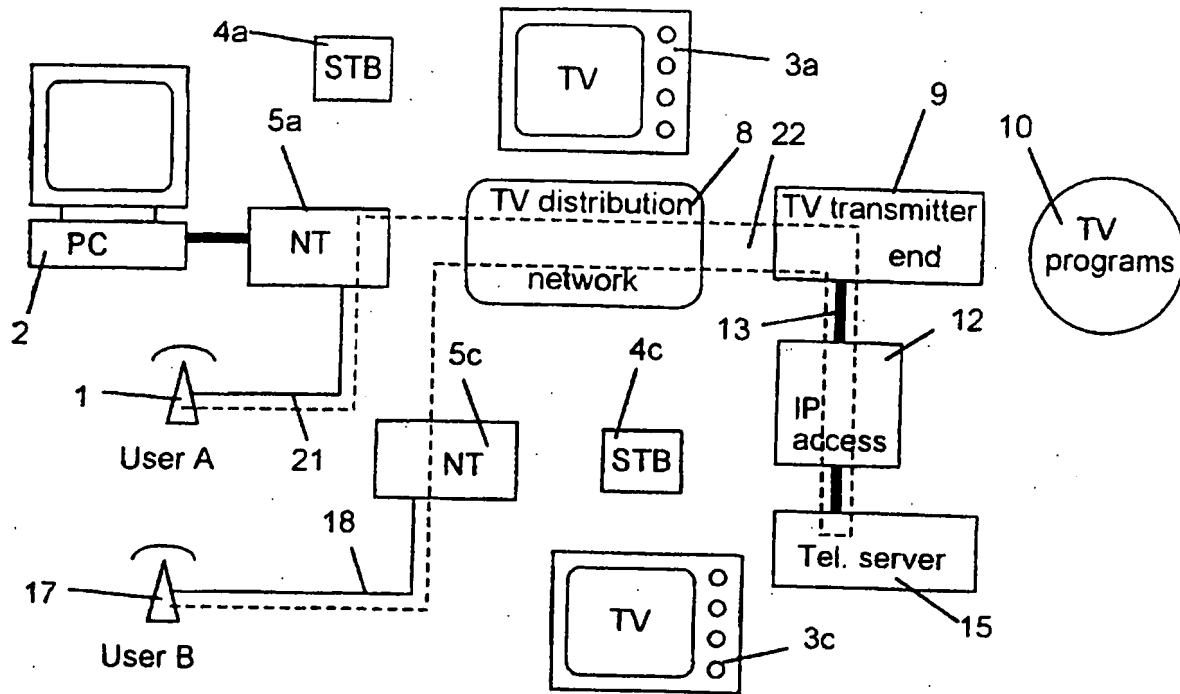 4a
STB
TV
3a
9
5a
8
22
10
TV distribution
TV transmitter
end
TV
programs
PC
NT
network
2
13
12
5c
4c
1
IP
access
User A
21
NT
STB
18
Tel. server
17
TV
15
User B
3c